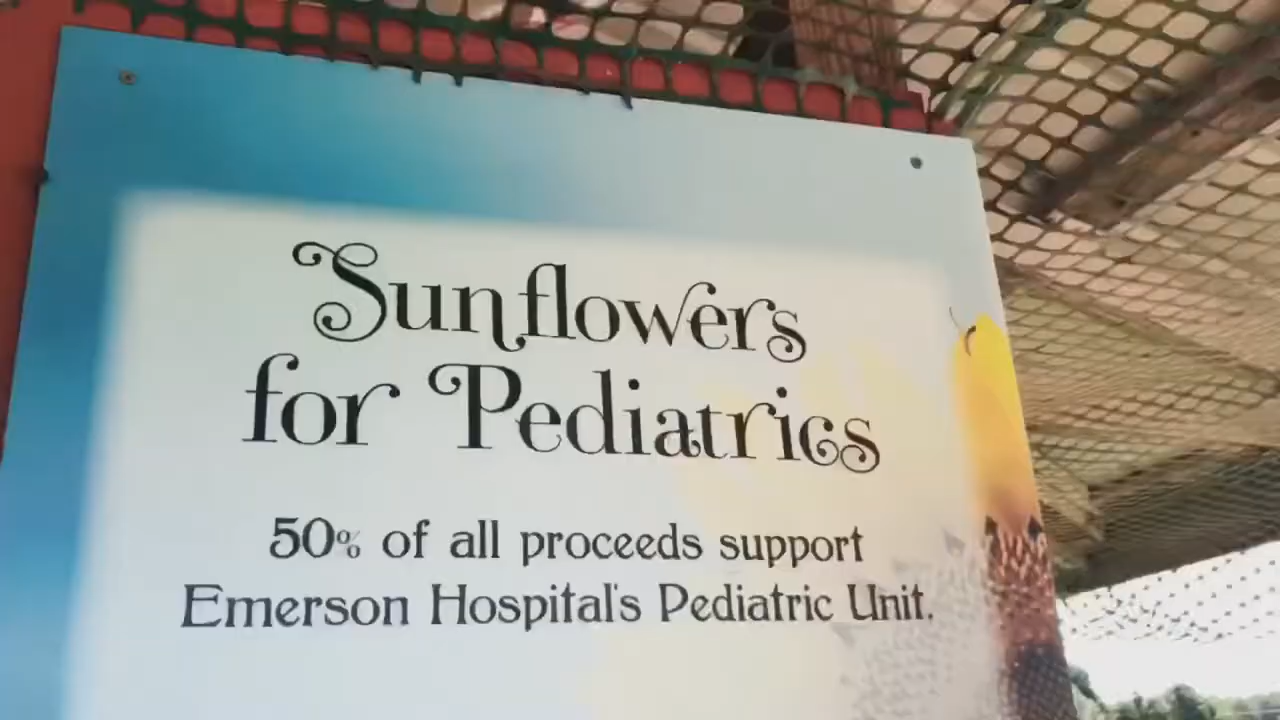 Sunflowers
for Pediatrics
50% of all proceeds support
Emerson Hospital's Pediatric Unit.